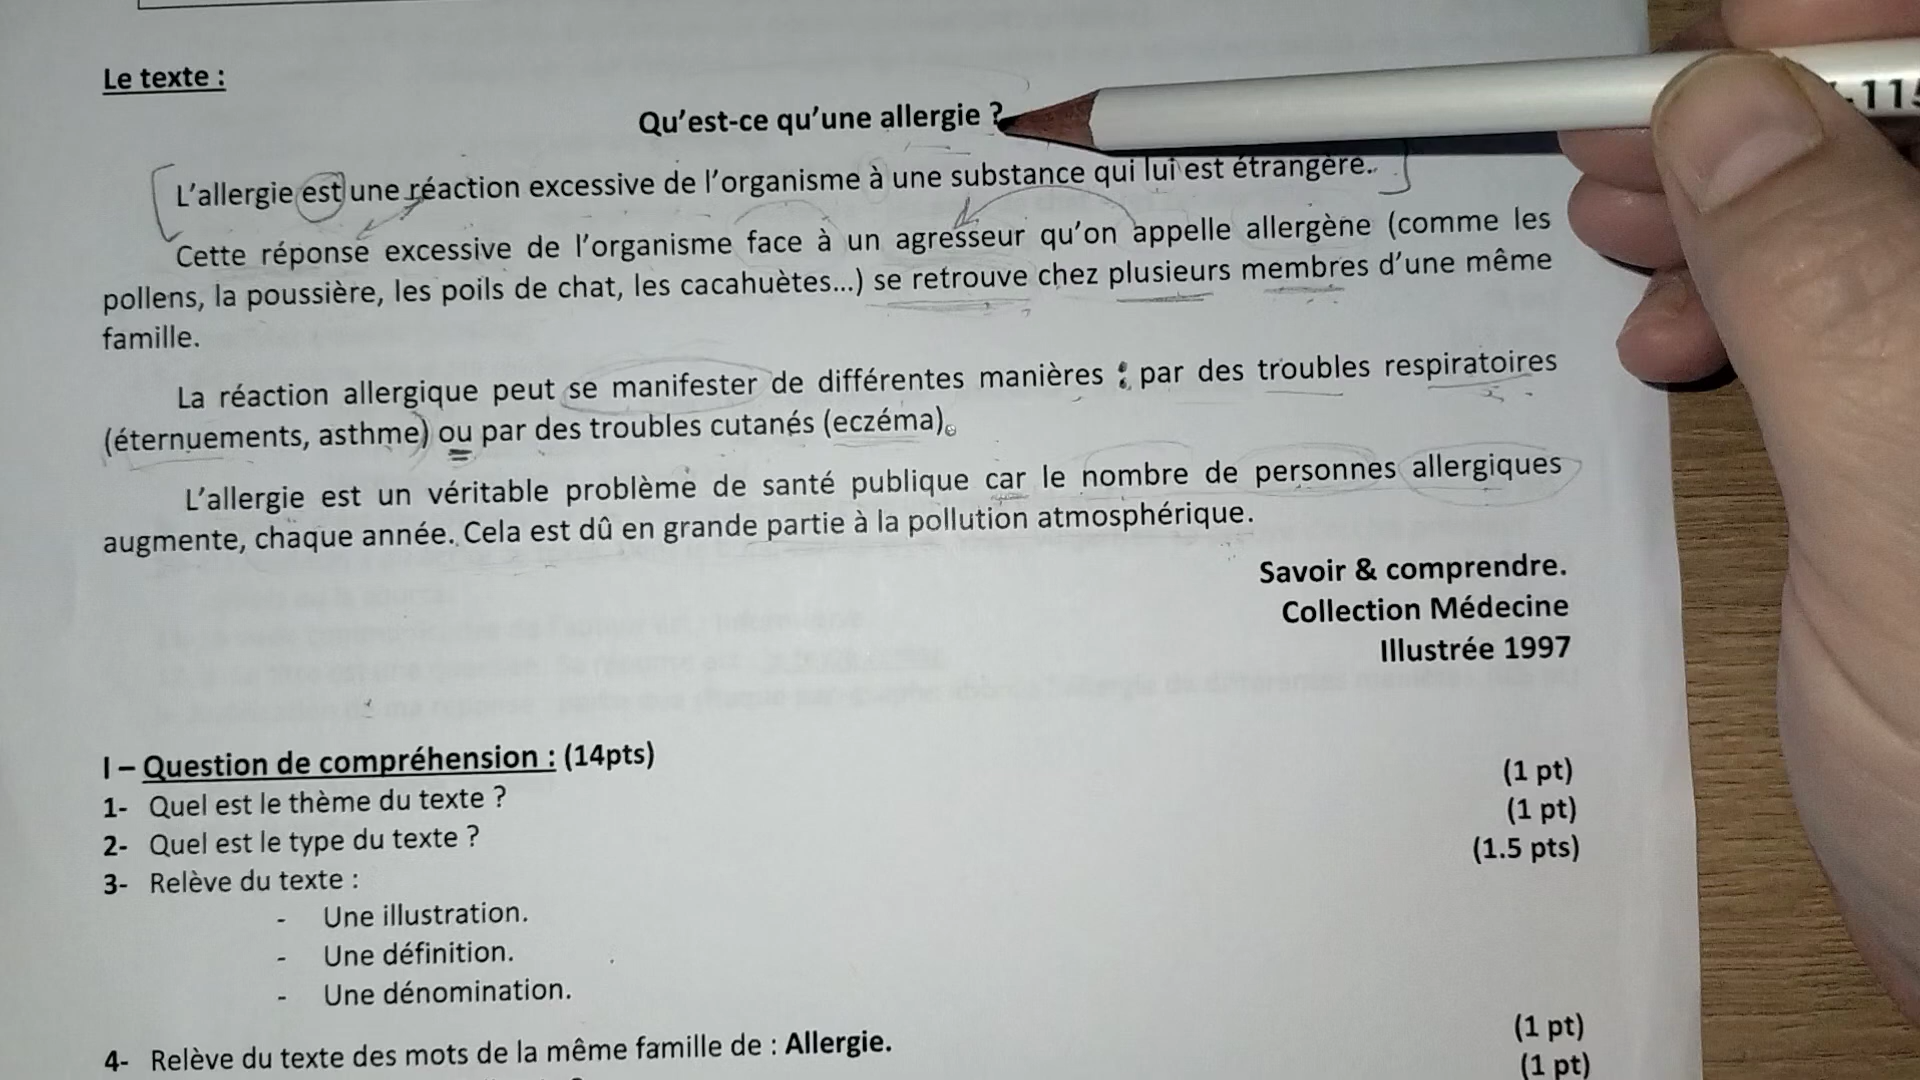 Le texte :
Qu'est-ce qu'une allergie ?
L'allergie est une réaction excessive de l'organisme à une substance qui lui est étrangère.
Cette réponse excessive de l'organisme face à un agresseur qu'on appelle allergène (comme les
pollens, la poussière, les poils de chat, les cacahuètes...) se retrouve chez plusieurs membres d'une même
famille.
La réaction allergique peut se manifester de différentes manières : par des troubles respiratoires
(éternuements, asthme) ou par des troubles cutanés (eczéma).
L'allergie est un véritable problème de santé publique car le nombre de personnes allergiques
augmente, chaque année. Cela est dû en grande partie à la pollution atmosphérique.
Savoir & comprendre.
Collection Médecine
Illustrée 1997
I – Question de compréhension : (14pts)
1- Quel est le thème du texte ? (1 pt)
2- Quel est le type du texte ? (1 pt)
3- Relève du texte : (1.5 pts)
- Une illustration.
- Une définition.
- Une dénomination.
4- Relève du texte des mots de la même famille de : Allergie. (1 pt)
(1 pt)